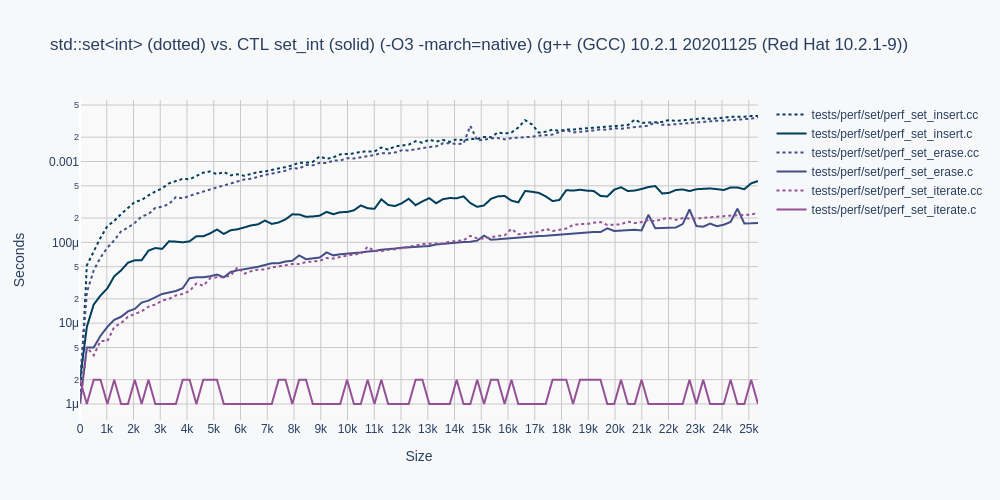 std::set<int> (dotted) vs. CTL set_int (solid) (-O3 -march=native) (g++ (GCC) 10.2.1 20201125 (Red Hat 10.2.1-9))
5
2
0.001
5
2
100μ
5
2
10μ
5
2
1μ
Seconds
0 1k 2k 3k 4k 5k 6k 7k 8k 9k 10k 11k 12k 13k 14k 15k 16k 17k 18k 19k 20k 21k 22k 23k 24k 25k
Size
tests/perf/set/perf_set_insert.cc
tests/perf/set/perf_set_insert.c
tests/perf/set/perf_set_erase.cc
tests/perf/set/perf_set_erase.c
tests/perf/set/perf_set_iterate.cc
tests/perf/set/perf_set_iterate.c